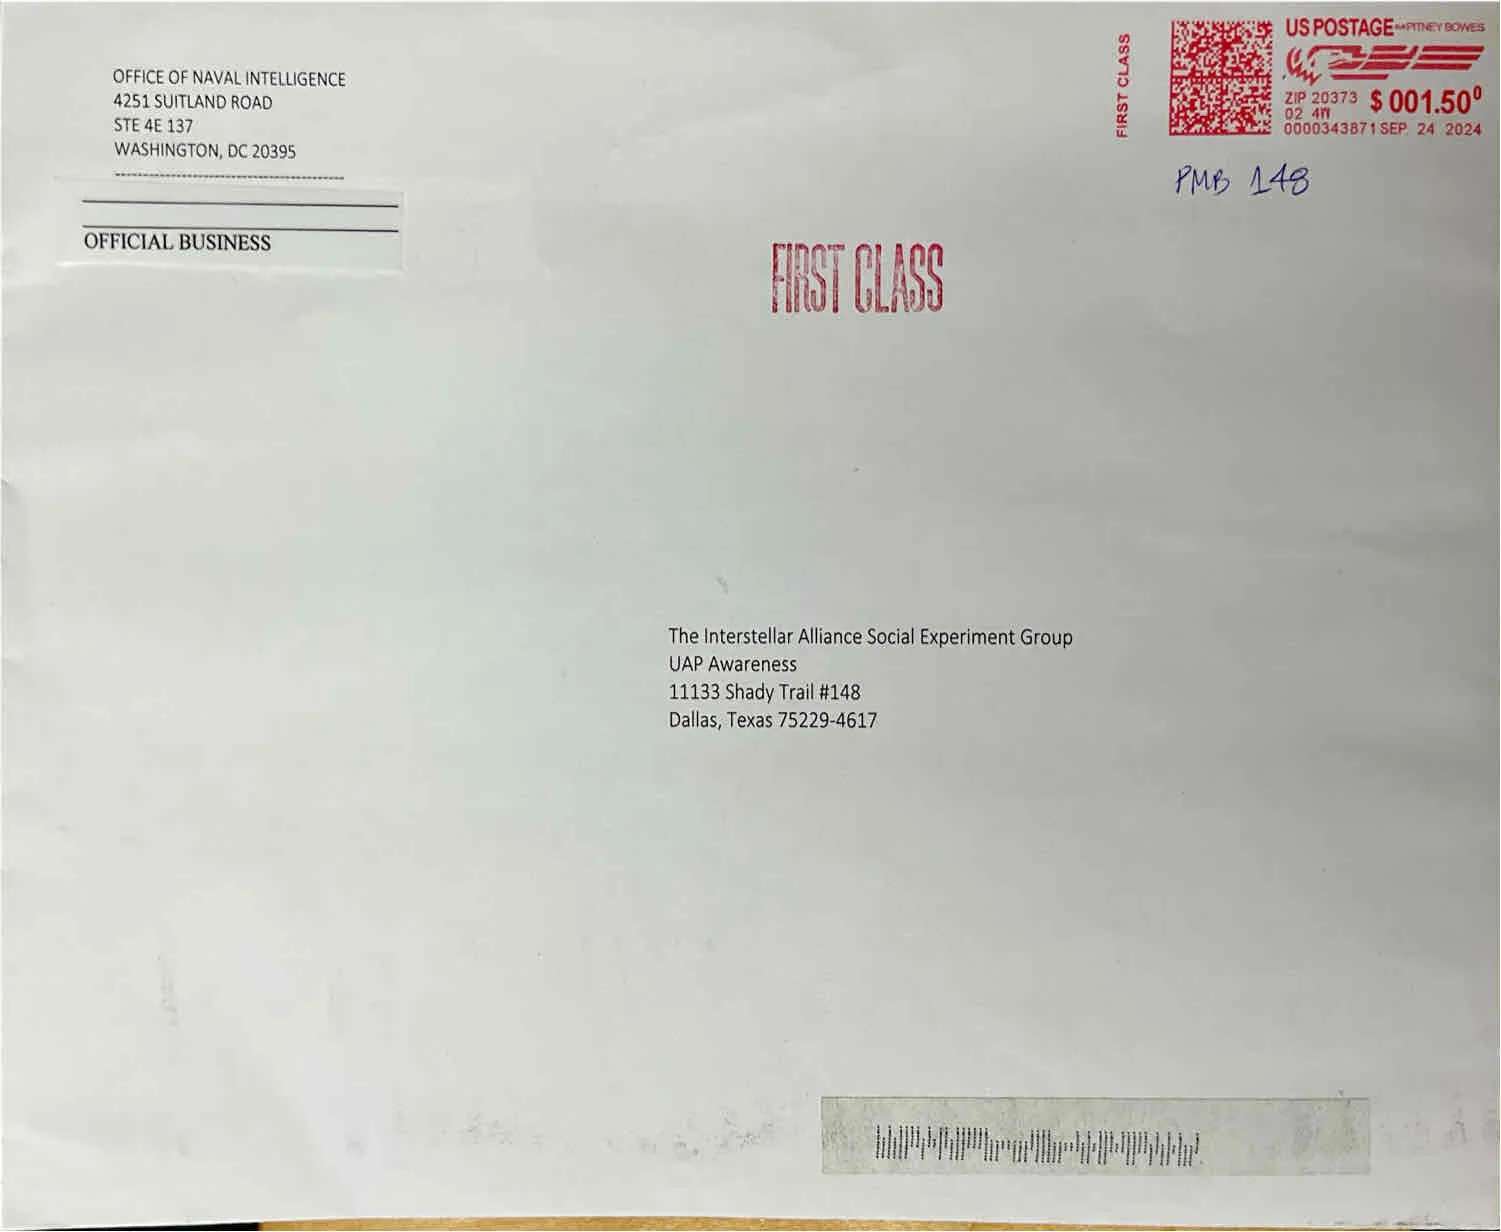 OFFICE OF NAVAL INTELLIGENCE
4251 SUITLAND ROAD
STE 4E 137
WASHINGTON, DC 20395
OFFICIAL BUSINESS
FIRST CLASS
US POSTAGE PITNEY BOWES
ZIP 20373 $ 001.50⁰
02 4W
0000343871 SEP. 24 2024
PMB 148
FIRST CLASS
The Interstellar Alliance Social Experiment Group
UAP Awareness
11133 Shady Trail #148
Dallas, Texas 75229-4617